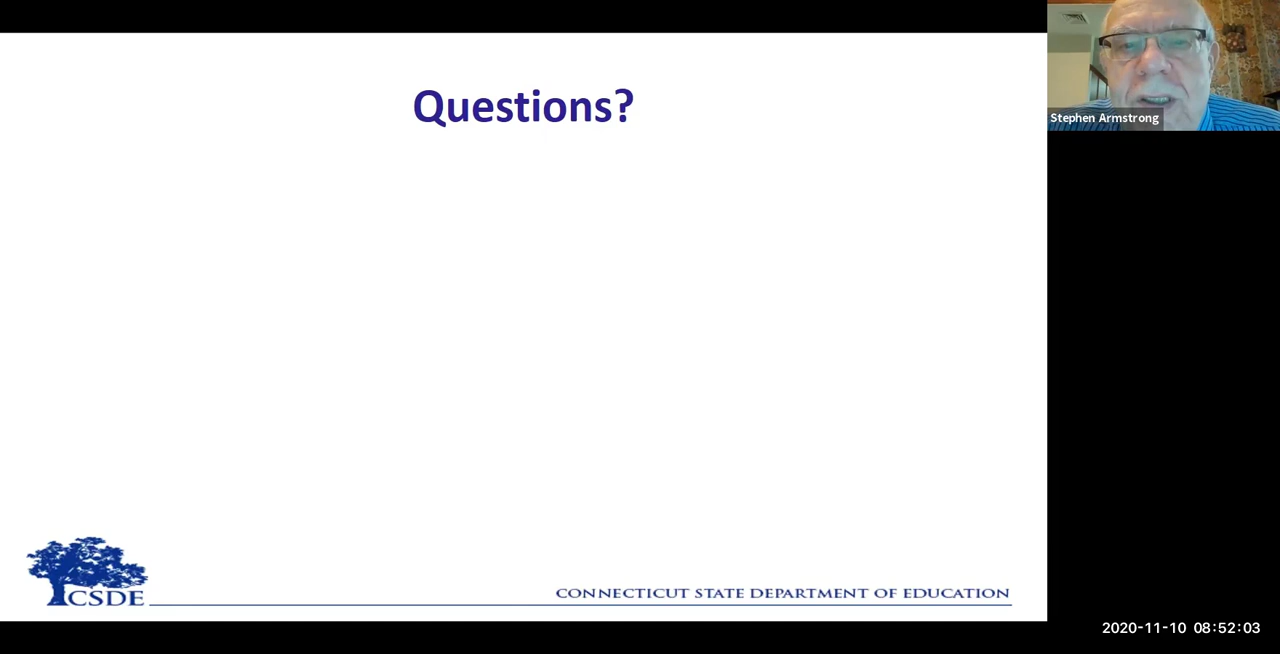 Questions?
Stephen Armstrong
CSDE
CONNECTICUT STATE DEPARTMENT OF EDUCATION
2020-11-10 08:52:03